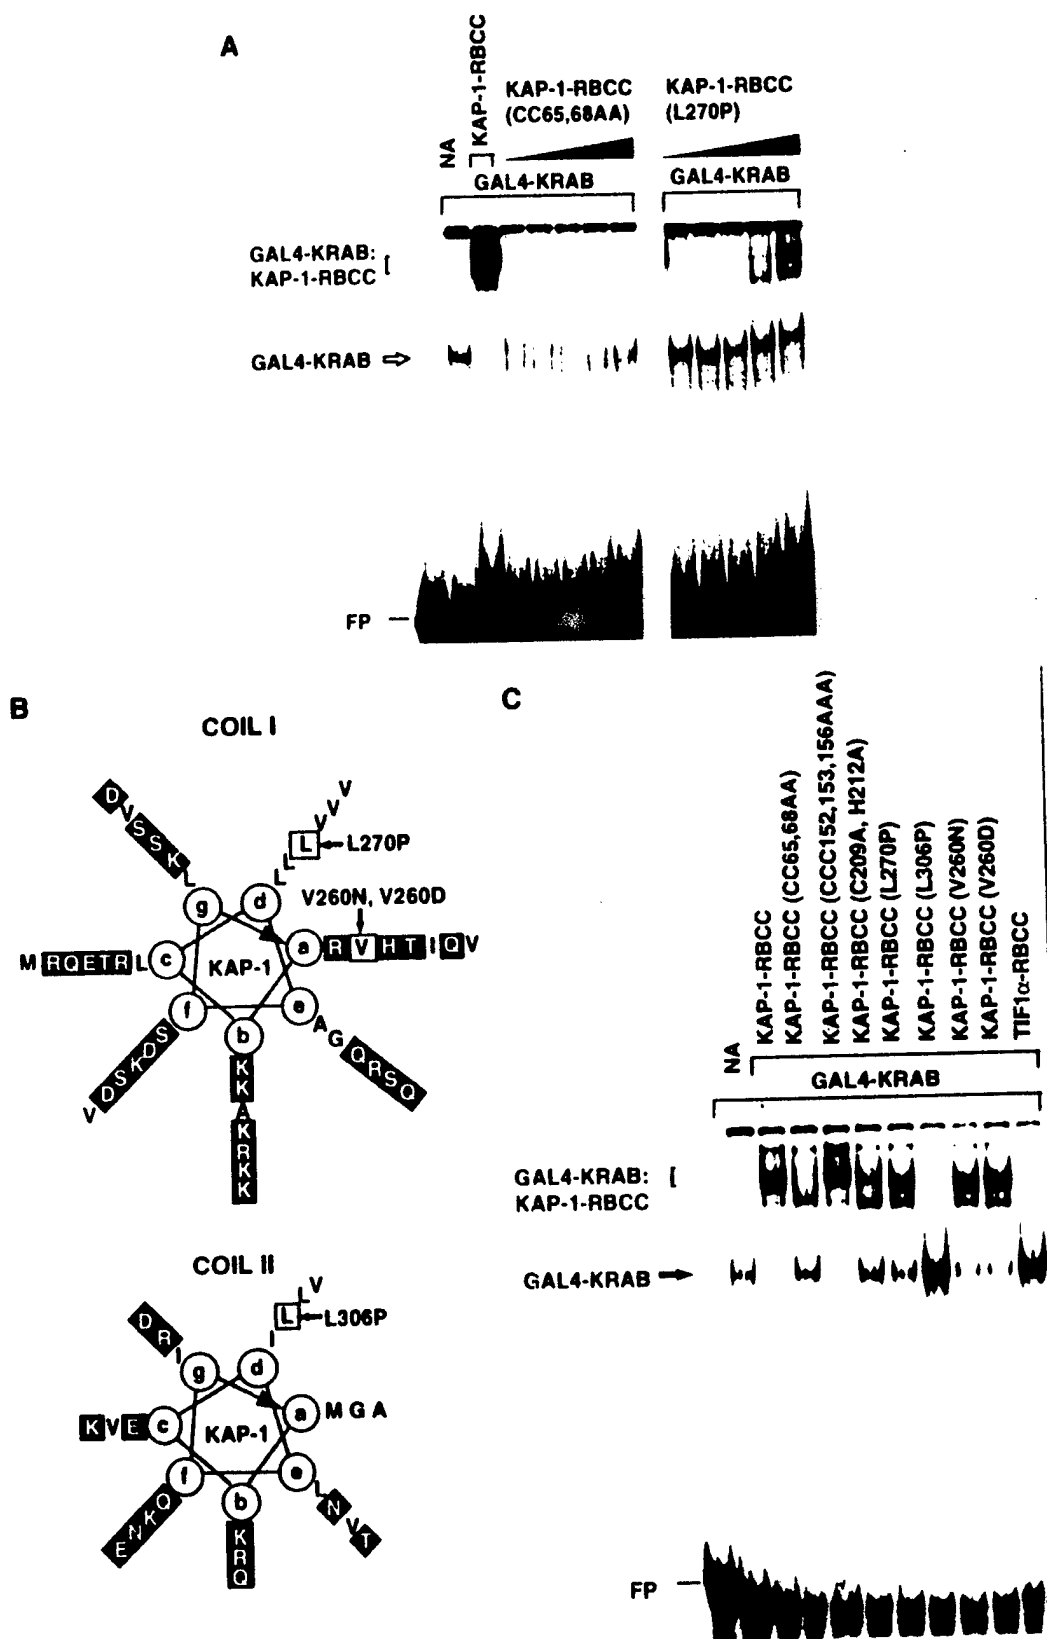 A
NA
KAP-1-RBCC
KAP-1-RBCC
(CC65,68AA)
KAP-1-RBCC
(L270P)
GAL4-KRAB
GAL4-KRAB
GAL4-KRAB:
KAP-1-RBCC
GAL4-KRAB
FP
B
COIL I
D V S S K L
V V V
L
L L
L270P
V260N, V260D
g
d
a
R V H T I Q V
M R Q E T R L
c
KAP-1
e
A G Q R S Q
f
b
S D K S D V
K K A K R K K
COIL II
D R I
V
L
L
I
L306P
g
d
a
M G A
K V E
c
KAP-1
e
L N V T
f
b
Q K N E
K R Q
C
NA
KAP-1-RBCC
KAP-1-RBCC (CC65,68AA)
KAP-1-RBCC (CCC152,153,156AAA)
KAP-1-RBCC (C209A, H212A)
KAP-1-RBCC (L270P)
KAP-1-RBCC (L306P)
KAP-1-RBCC (V260N)
KAP-1-RBCC (V260D)
TIF1α-RBCC
GAL4-KRAB
GAL4-KRAB:
KAP-1-RBCC
GAL4-KRAB
FP